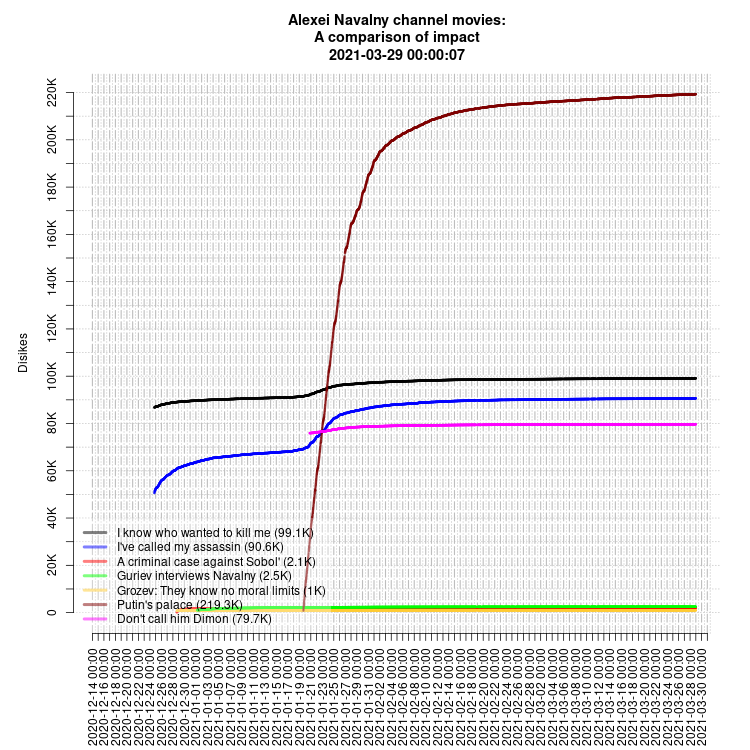 Alexei Navalny channel movies:
A comparison of impact
2021-03-29 00:00:07
220K
200K
180K
160K
140K
120K
100K
80K
60K
40K
20K
0
Disikes
I know who wanted to kill me (99.1K)
I've called my assassin (90.6K)
A criminal case against Sobol' (2.1K)
Guriev interviews Navalny (2.5K)
Grozev: They know no moral limits (1K)
Putin's palace (219.3K)
Don't call him Dimon (79.7K)
2020-12-14 00:00
2020-12-16 00:00
2020-12-18 00:00
2020-12-20 00:00
2020-12-22 00:00
2020-12-24 00:00
2020-12-26 00:00
2020-12-28 00:00
2020-12-30 00:00
2021-01-01 00:00
2021-01-03 00:00
2021-01-05 00:00
2021-01-07 00:00
2021-01-09 00:00
2021-01-11 00:00
2021-01-13 00:00
2021-01-15 00:00
2021-01-17 00:00
2021-01-19 00:00
2021-01-21 00:00
2021-01-23 00:00
2021-01-25 00:00
2021-01-27 00:00
2021-01-29 00:00
2021-01-31 00:00
2021-02-02 00:00
2021-02-04 00:00
2021-02-06 00:00
2021-02-08 00:00
2021-02-10 00:00
2021-02-12 00:00
2021-02-14 00:00
2021-02-16 00:00
2021-02-18 00:00
2021-02-20 00:00
2021-02-22 00:00
2021-02-24 00:00
2021-02-26 00:00
2021-02-28 00:00
2021-03-02 00:00
2021-03-04 00:00
2021-03-06 00:00
2021-03-08 00:00
2021-03-10 00:00
2021-03-12 00:00
2021-03-14 00:00
2021-03-16 00:00
2021-03-18 00:00
2021-03-20 00:00
2021-03-22 00:00
2021-03-24 00:00
2021-03-26 00:00
2021-03-28 00:00
2021-03-30 00:00